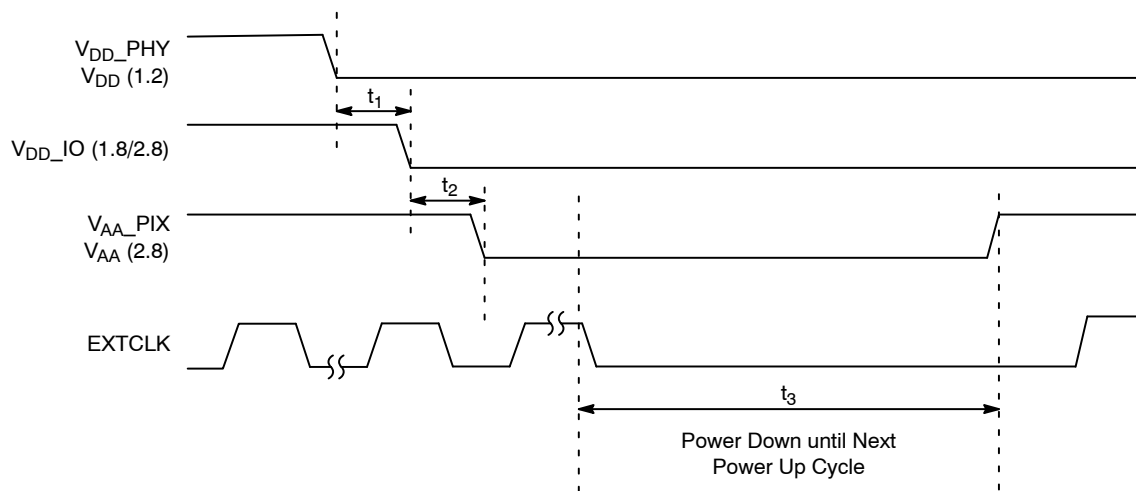 V_DD_PHY
V_DD (1.2)
t_1
V_DD_IO (1.8/2.8)
t_2
V_AA_PIX
V_AA (2.8)
EXTCLK
t_3
Power Down until Next
Power Up Cycle